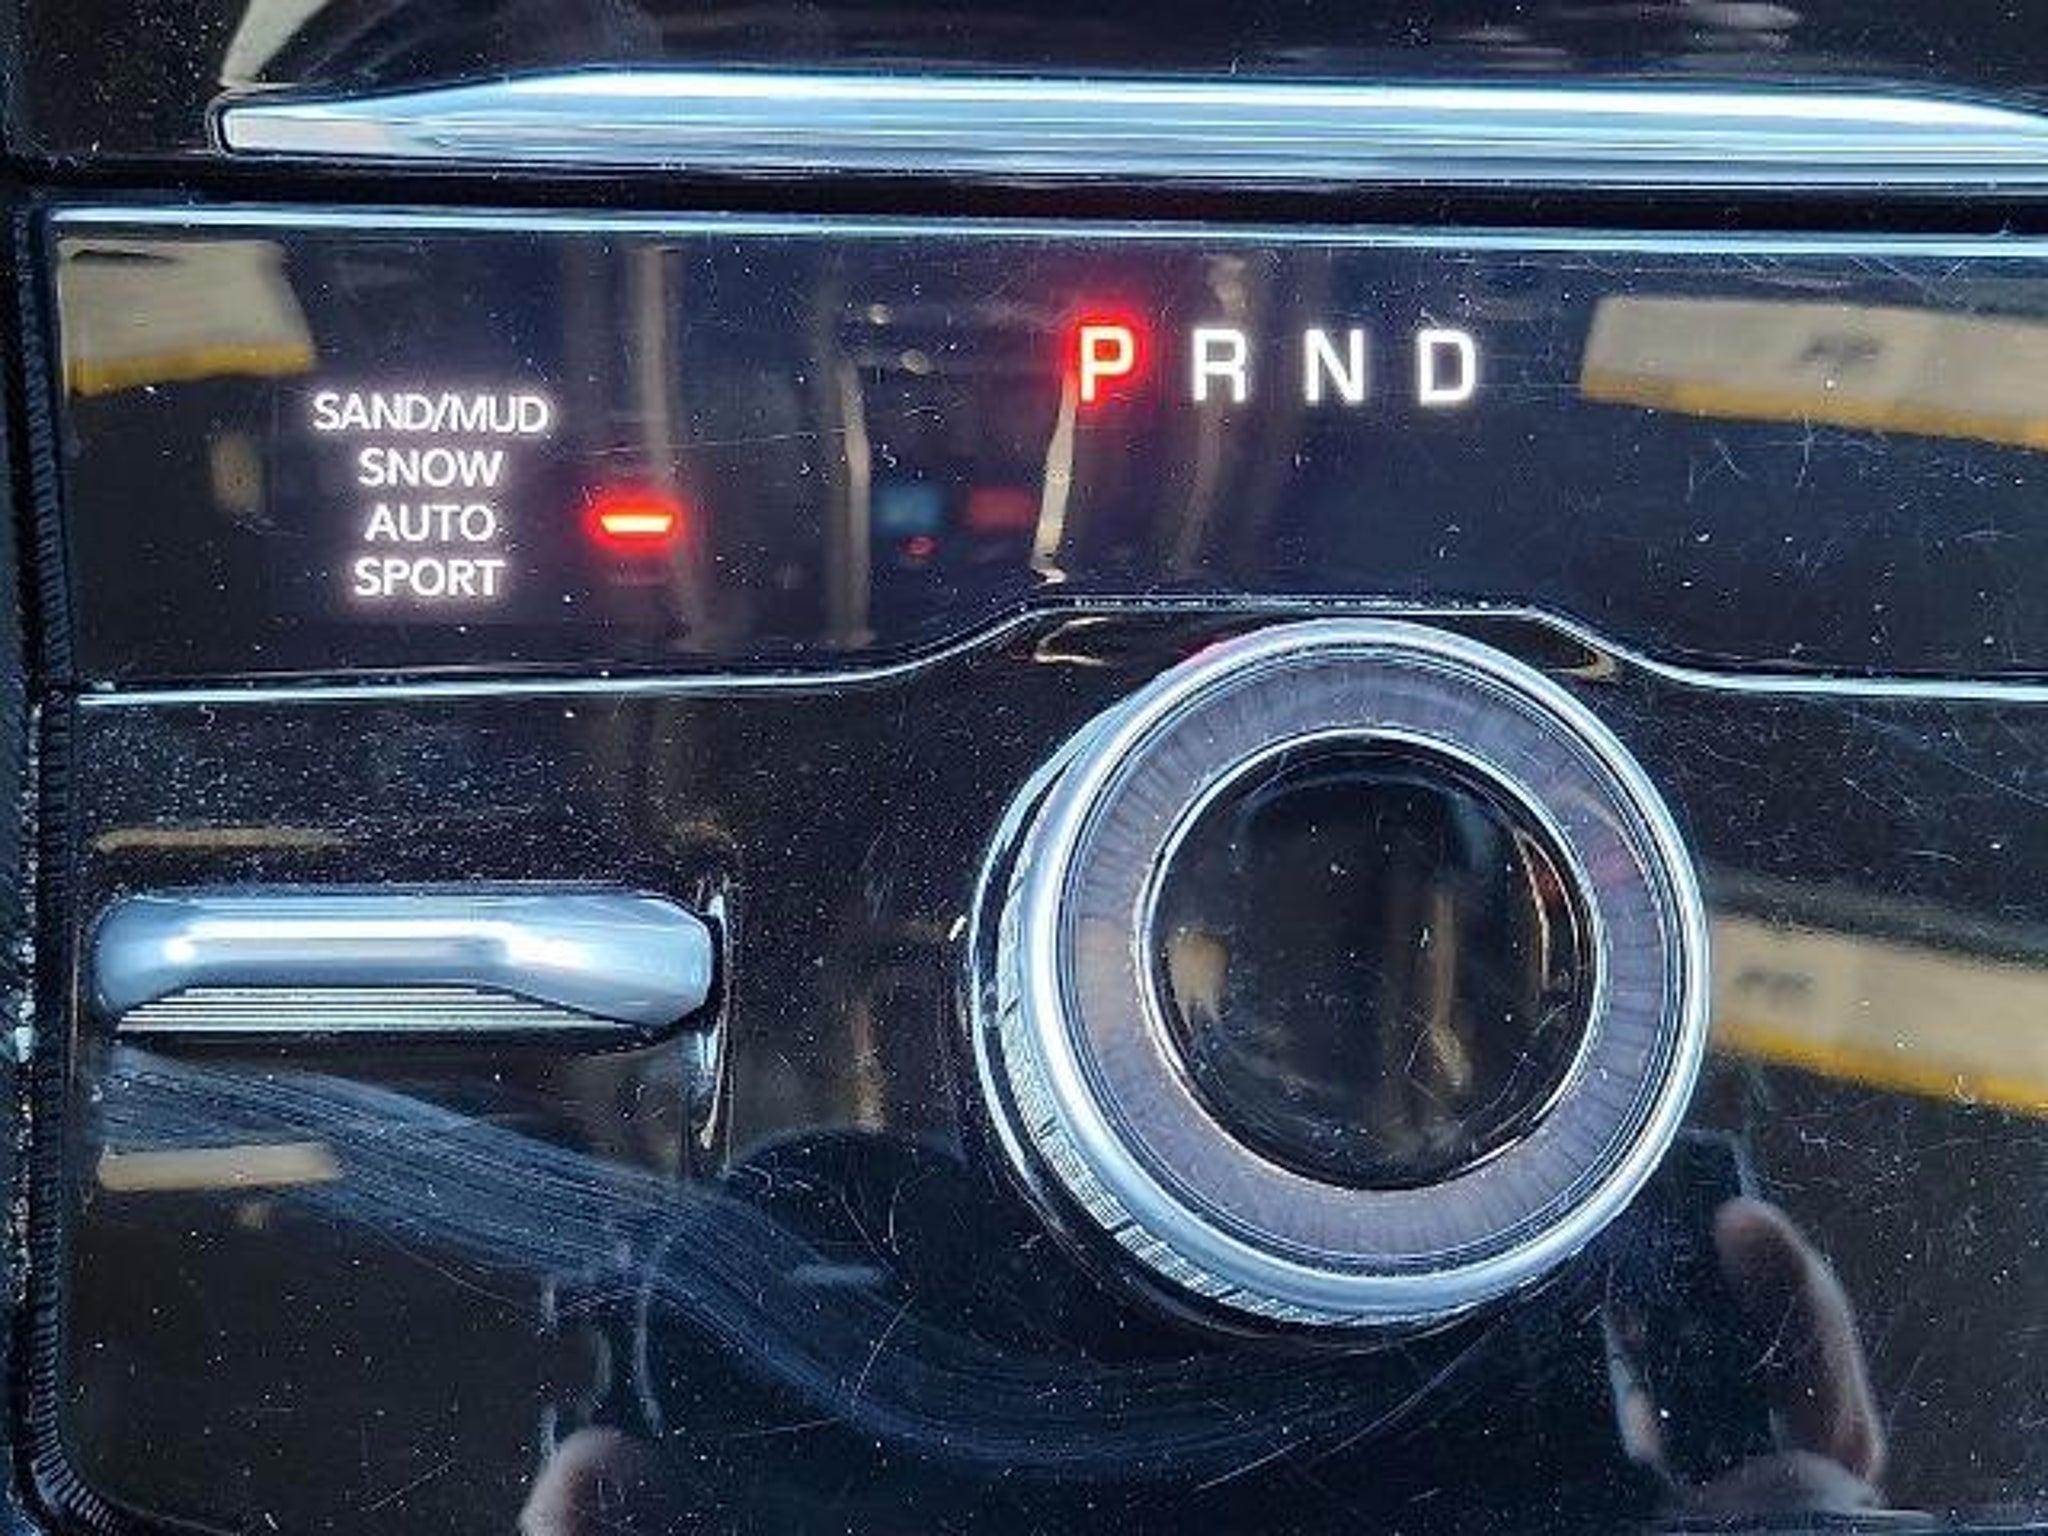 P R N D
SAND/MUD
SNOW
AUTO
SPORT